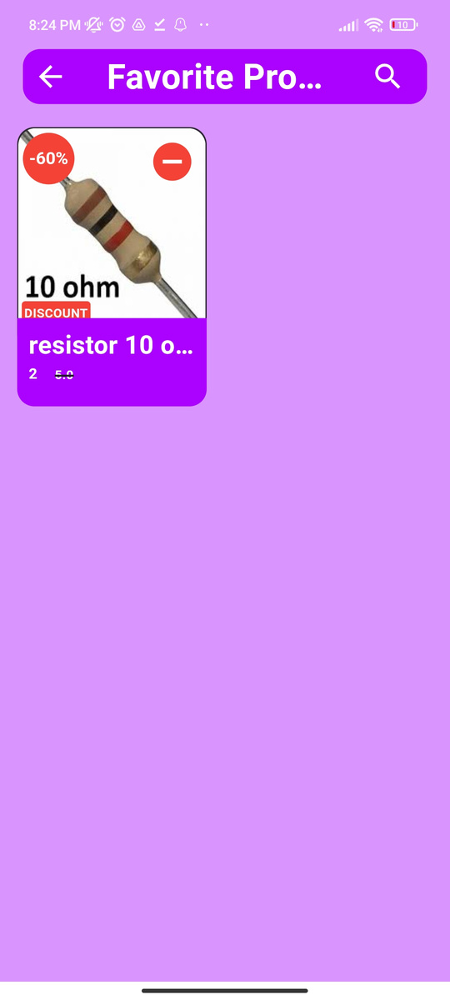 8:24 PM
10
Favorite Pro...
-60%
10 ohm
DISCOUNT
resistor 10 o...
2 5.0